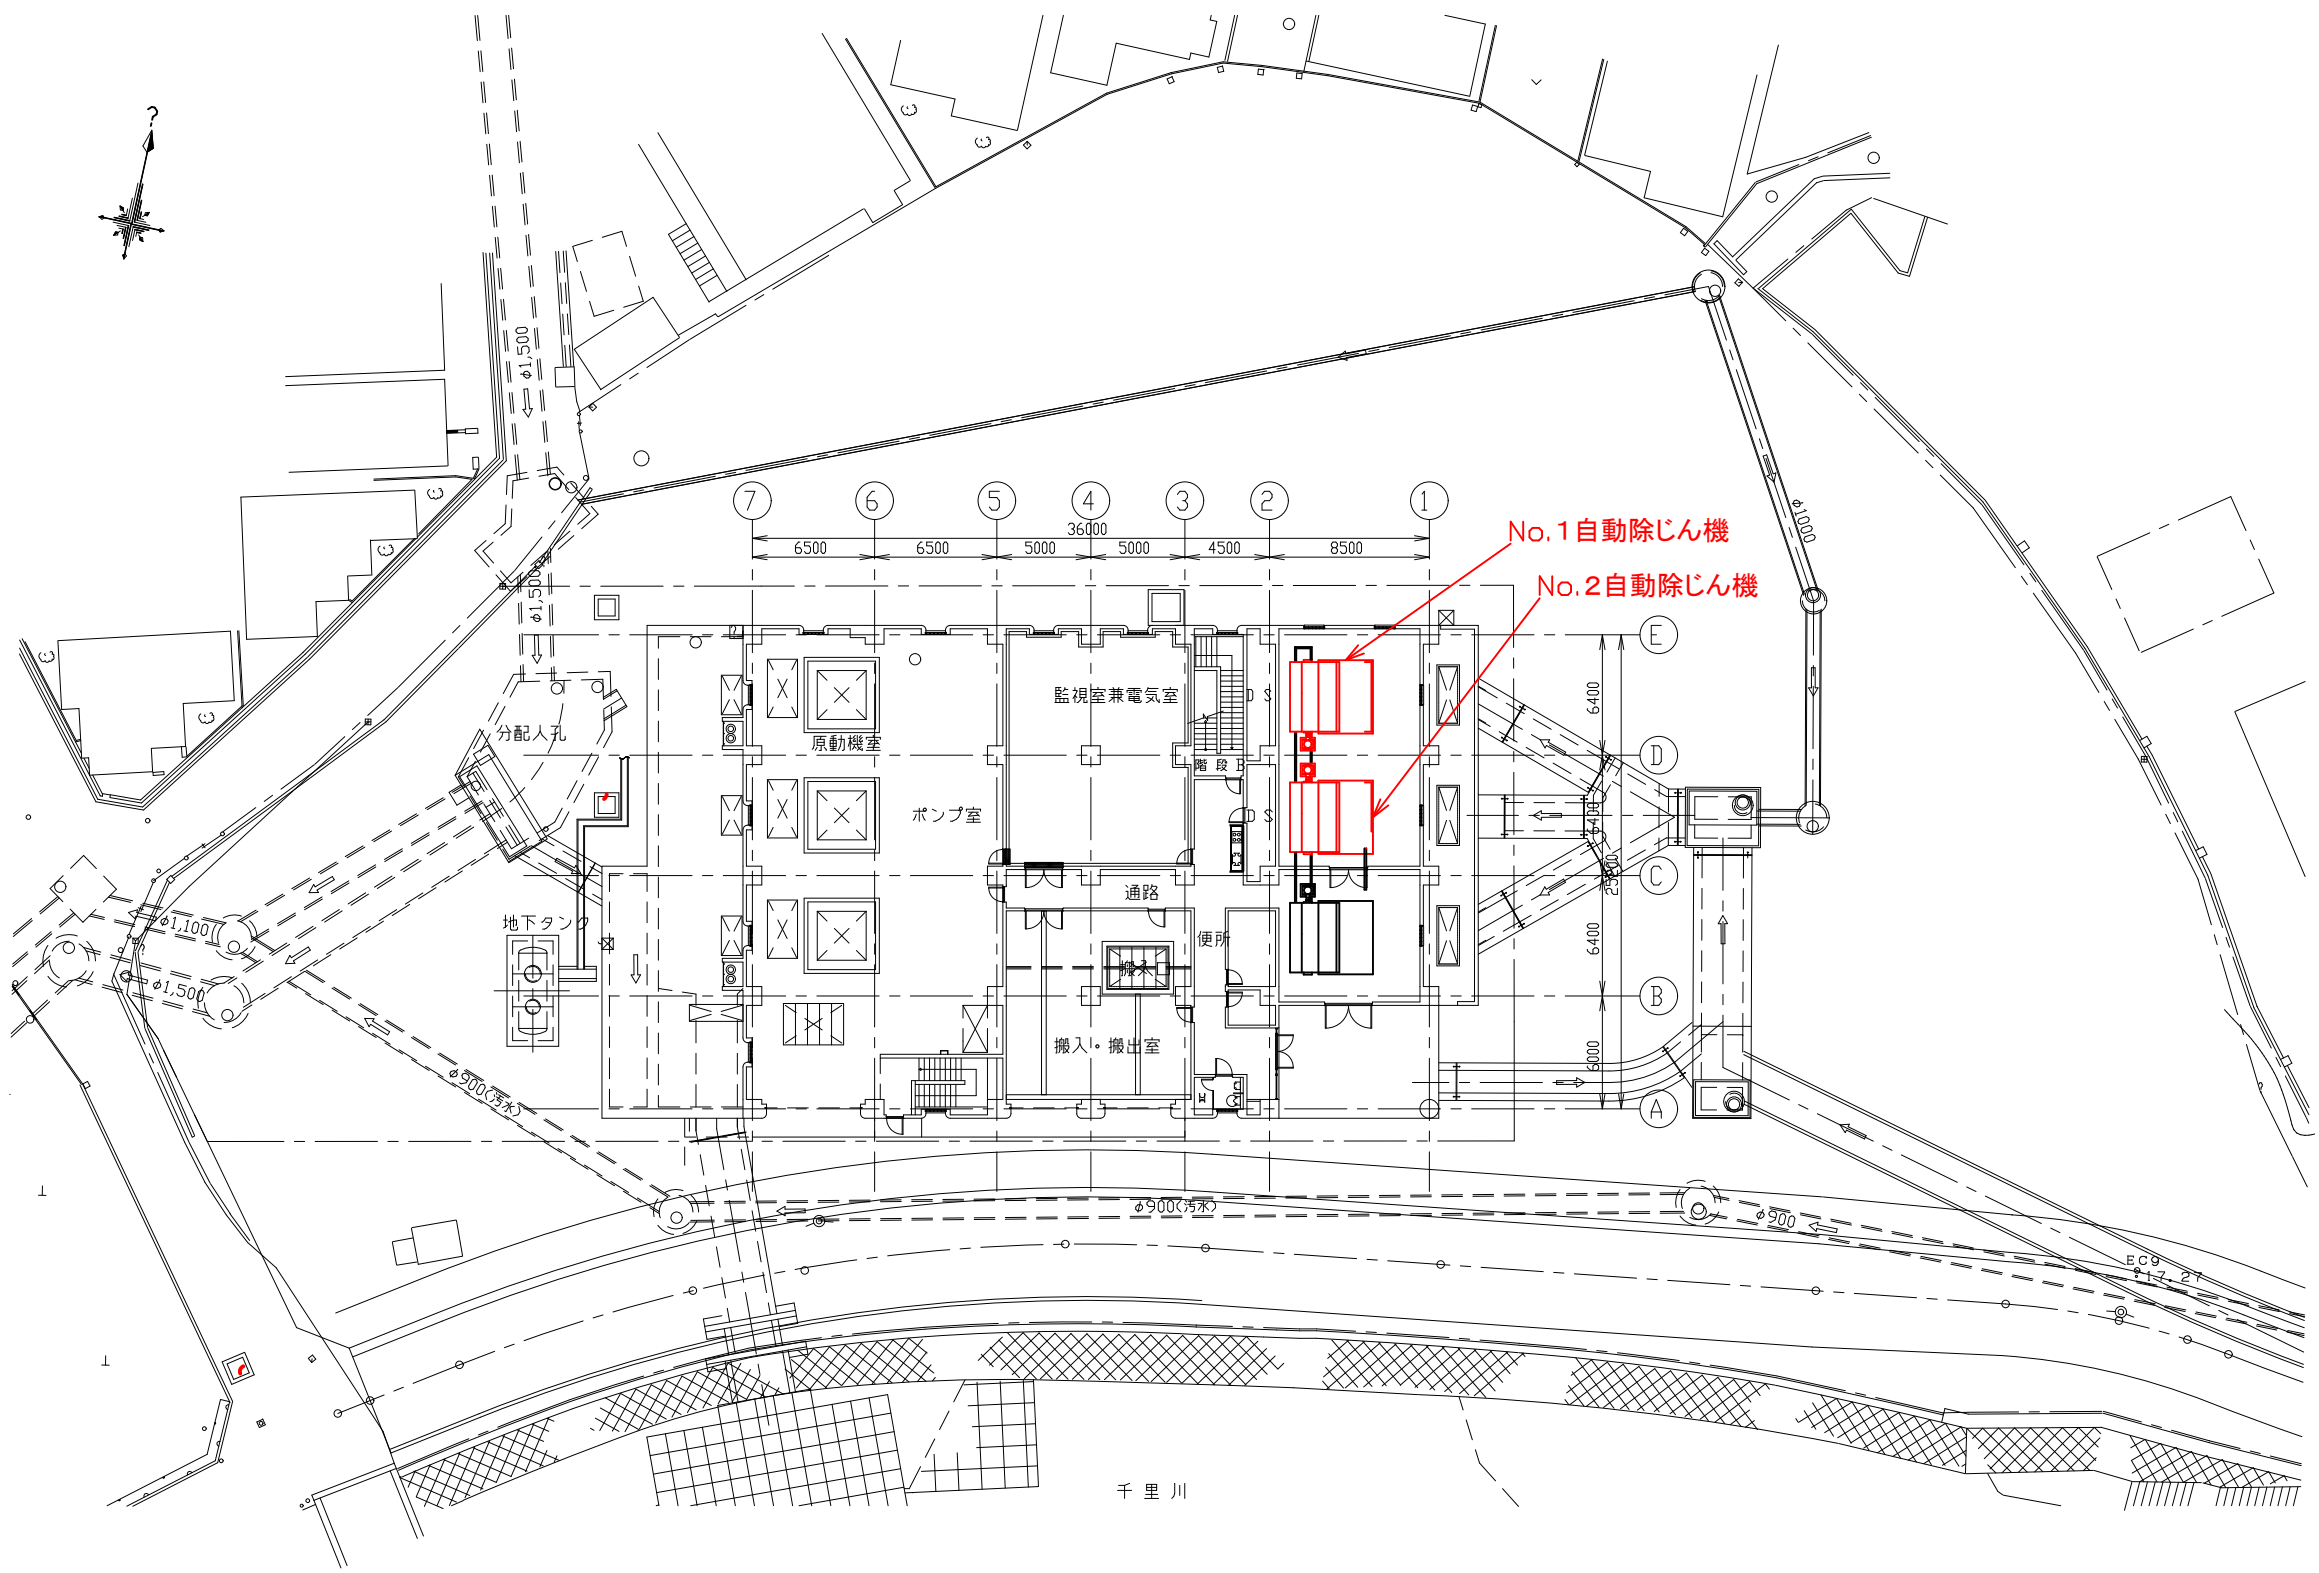 ?
φ1,500
7
6
5
4
3
2
1
36000
6500
6500
5000
5000
4500
8500
No.1自動除じん機
No.2自動除じん機
φ1000
φ1,500
E
D
C
B
A
6400
6400
6400
6000
25200
監視室兼電気室
D S
原動機室
分配人孔
階段B
ポンプ室
D S
通路
地下タンク
φ1,100
便所
搬入
φ1,500
搬入・搬出室
φ900(汚水)
φ900(汚水)
φ900
EC9
17.27
千里川